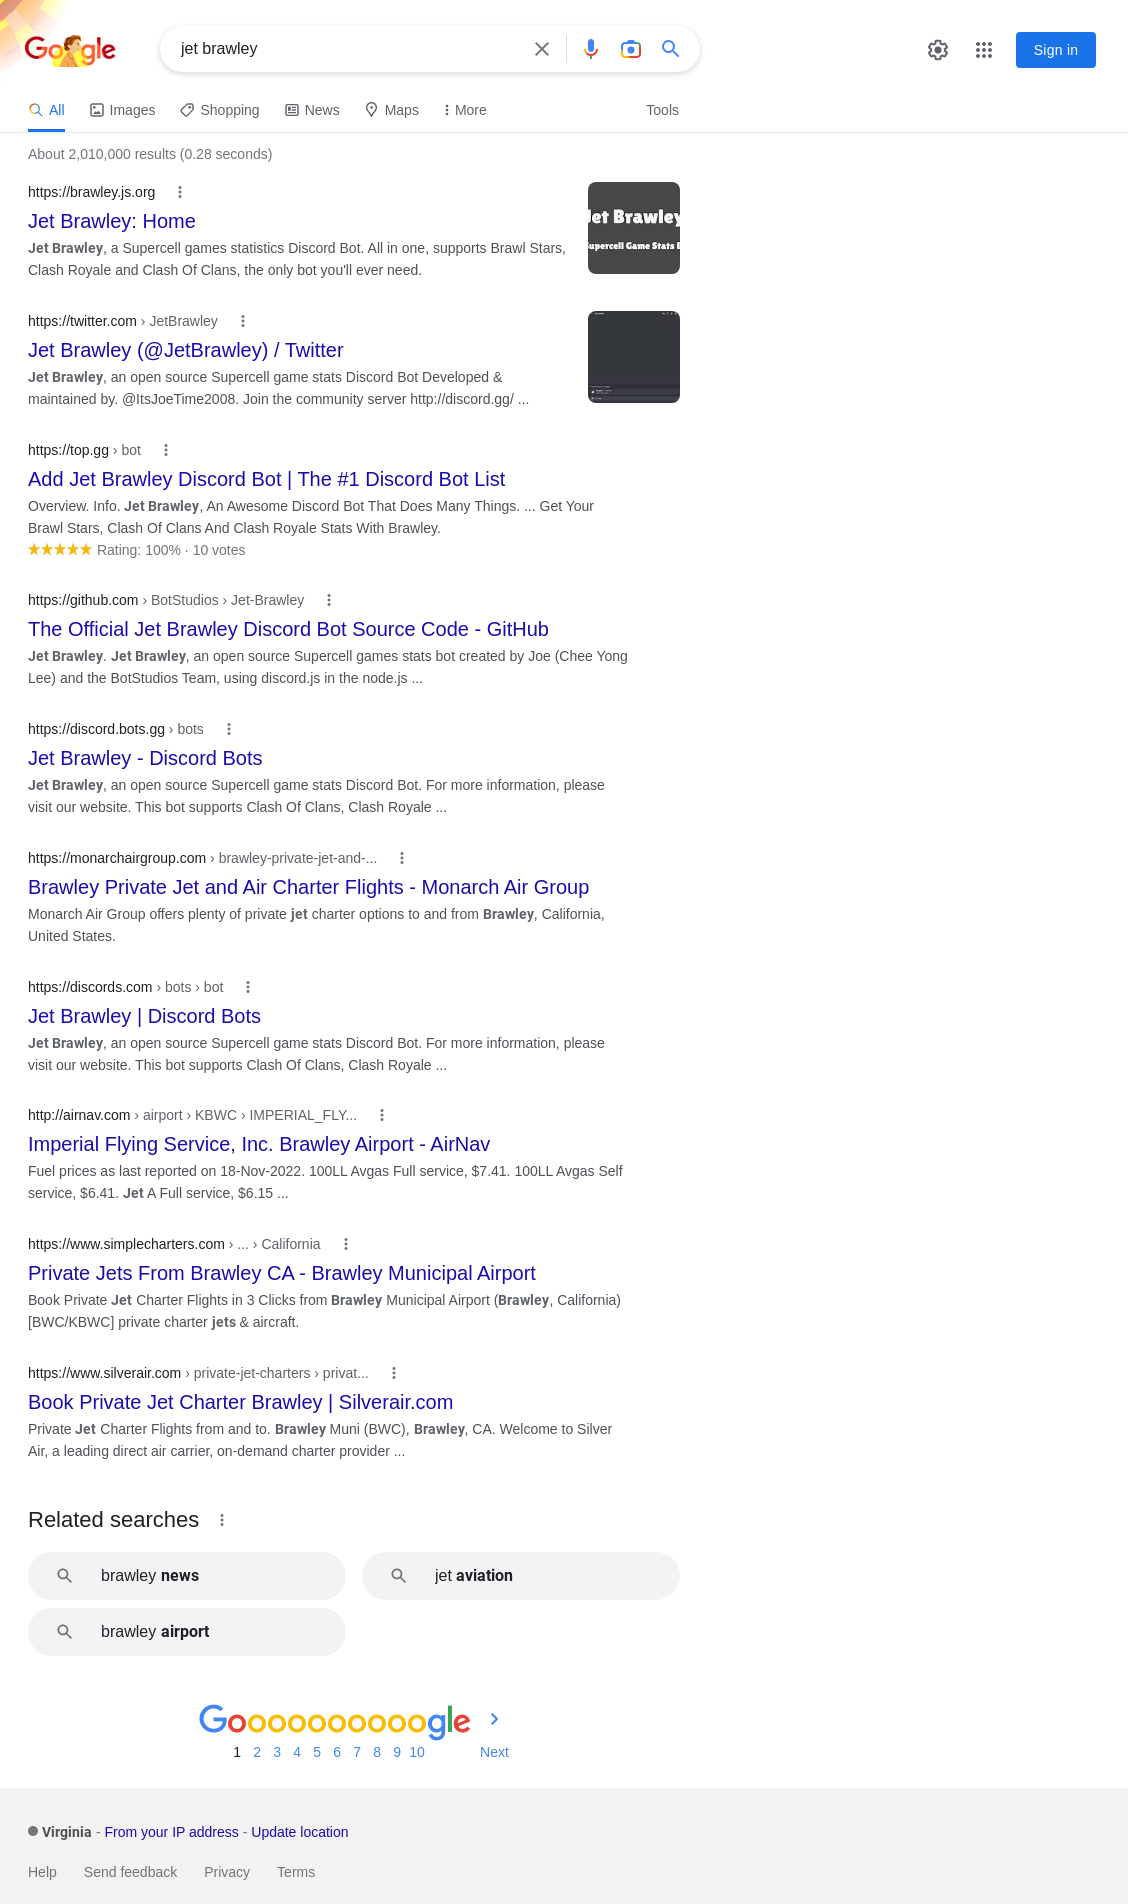 Google
jet brawley
Sign in
All Images Shopping News Maps More Tools
About 2,010,000 results (0.28 seconds)
https://brawley.js.org
Jet Brawley: Home
Jet Brawley, a Supercell games statistics Discord Bot. All in one, supports Brawl Stars,
Clash Royale and Clash Of Clans, the only bot you'll ever need.
Jet Brawley
Supercell Game Stats B
https://twitter.com › JetBrawley
Jet Brawley (@JetBrawley) / Twitter
Jet Brawley, an open source Supercell game stats Discord Bot Developed &
maintained by. @ItsJoeTime2008. Join the community server http://discord.gg/ ...
https://top.gg › bot
Add Jet Brawley Discord Bot | The #1 Discord Bot List
Overview. Info. Jet Brawley, An Awesome Discord Bot That Does Many Things. ... Get Your
Brawl Stars, Clash Of Clans And Clash Royale Stats With Brawley.
Rating: 100% · 10 votes
https://github.com › BotStudios › Jet-Brawley
The Official Jet Brawley Discord Bot Source Code - GitHub
Jet Brawley. Jet Brawley, an open source Supercell games stats bot created by Joe (Chee Yong
Lee) and the BotStudios Team, using discord.js in the node.js ...
https://discord.bots.gg › bots
Jet Brawley - Discord Bots
Jet Brawley, an open source Supercell game stats Discord Bot. For more information, please
visit our website. This bot supports Clash Of Clans, Clash Royale ...
https://monarchairgroup.com › brawley-private-jet-and-...
Brawley Private Jet and Air Charter Flights - Monarch Air Group
Monarch Air Group offers plenty of private jet charter options to and from Brawley, California,
United States.
https://discords.com › bots › bot
Jet Brawley | Discord Bots
Jet Brawley, an open source Supercell game stats Discord Bot. For more information, please
visit our website. This bot supports Clash Of Clans, Clash Royale ...
http://airnav.com › airport › KBWC › IMPERIAL_FLY...
Imperial Flying Service, Inc. Brawley Airport - AirNav
Fuel prices as last reported on 18-Nov-2022. 100LL Avgas Full service, $7.41. 100LL Avgas Self
service, $6.41. Jet A Full service, $6.15 ...
https://www.simplecharters.com › ... › California
Private Jets From Brawley CA - Brawley Municipal Airport
Book Private Jet Charter Flights in 3 Clicks from Brawley Municipal Airport (Brawley, California)
[BWC/KBWC] private charter jets & aircraft.
https://www.silverair.com › private-jet-charters › privat...
Book Private Jet Charter Brawley | Silverair.com
Private Jet Charter Flights from and to. Brawley Muni (BWC), Brawley, CA. Welcome to Silver
Air, a leading direct air carrier, on-demand charter provider ...
Related searches
brawley news
jet aviation
brawley airport
Goooooooooogle
1 2 3 4 5 6 7 8 9 10 Next
Virginia - From your IP address - Update location
Help Send feedback Privacy Terms